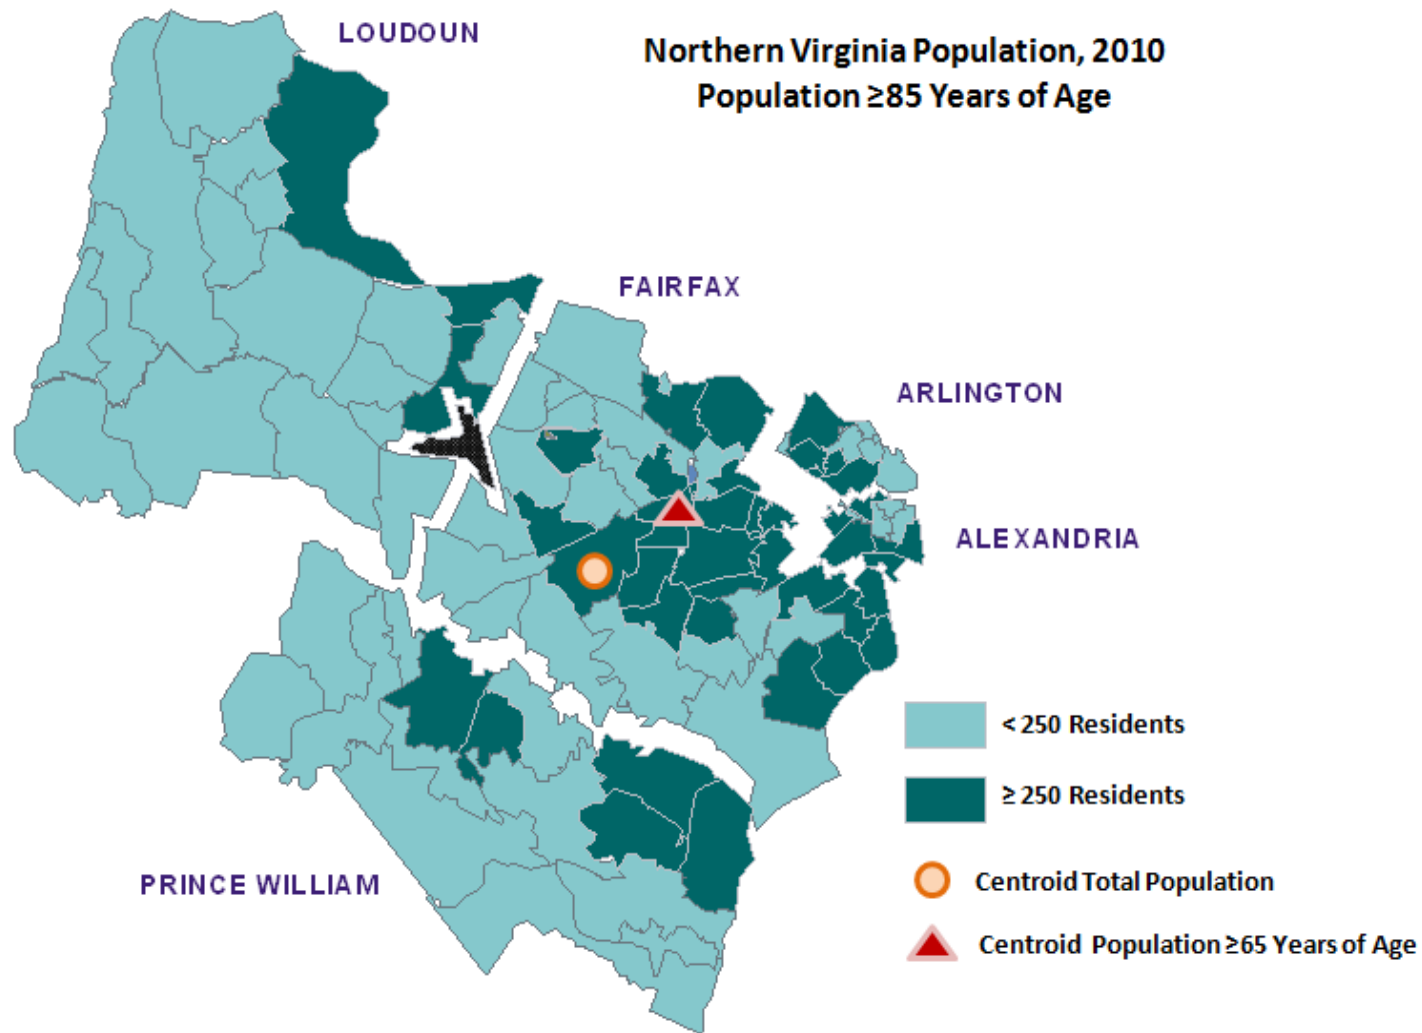 LOUDOUN
Northern Virginia Population, 2010
Population ≥85 Years of Age
FAIRFAX
ARLINGTON
ALEXANDRIA
< 250 Residents
≥ 250 Residents
PRINCE WILLIAM
Centroid Total Population
Centroid Population ≥65 Years of Age